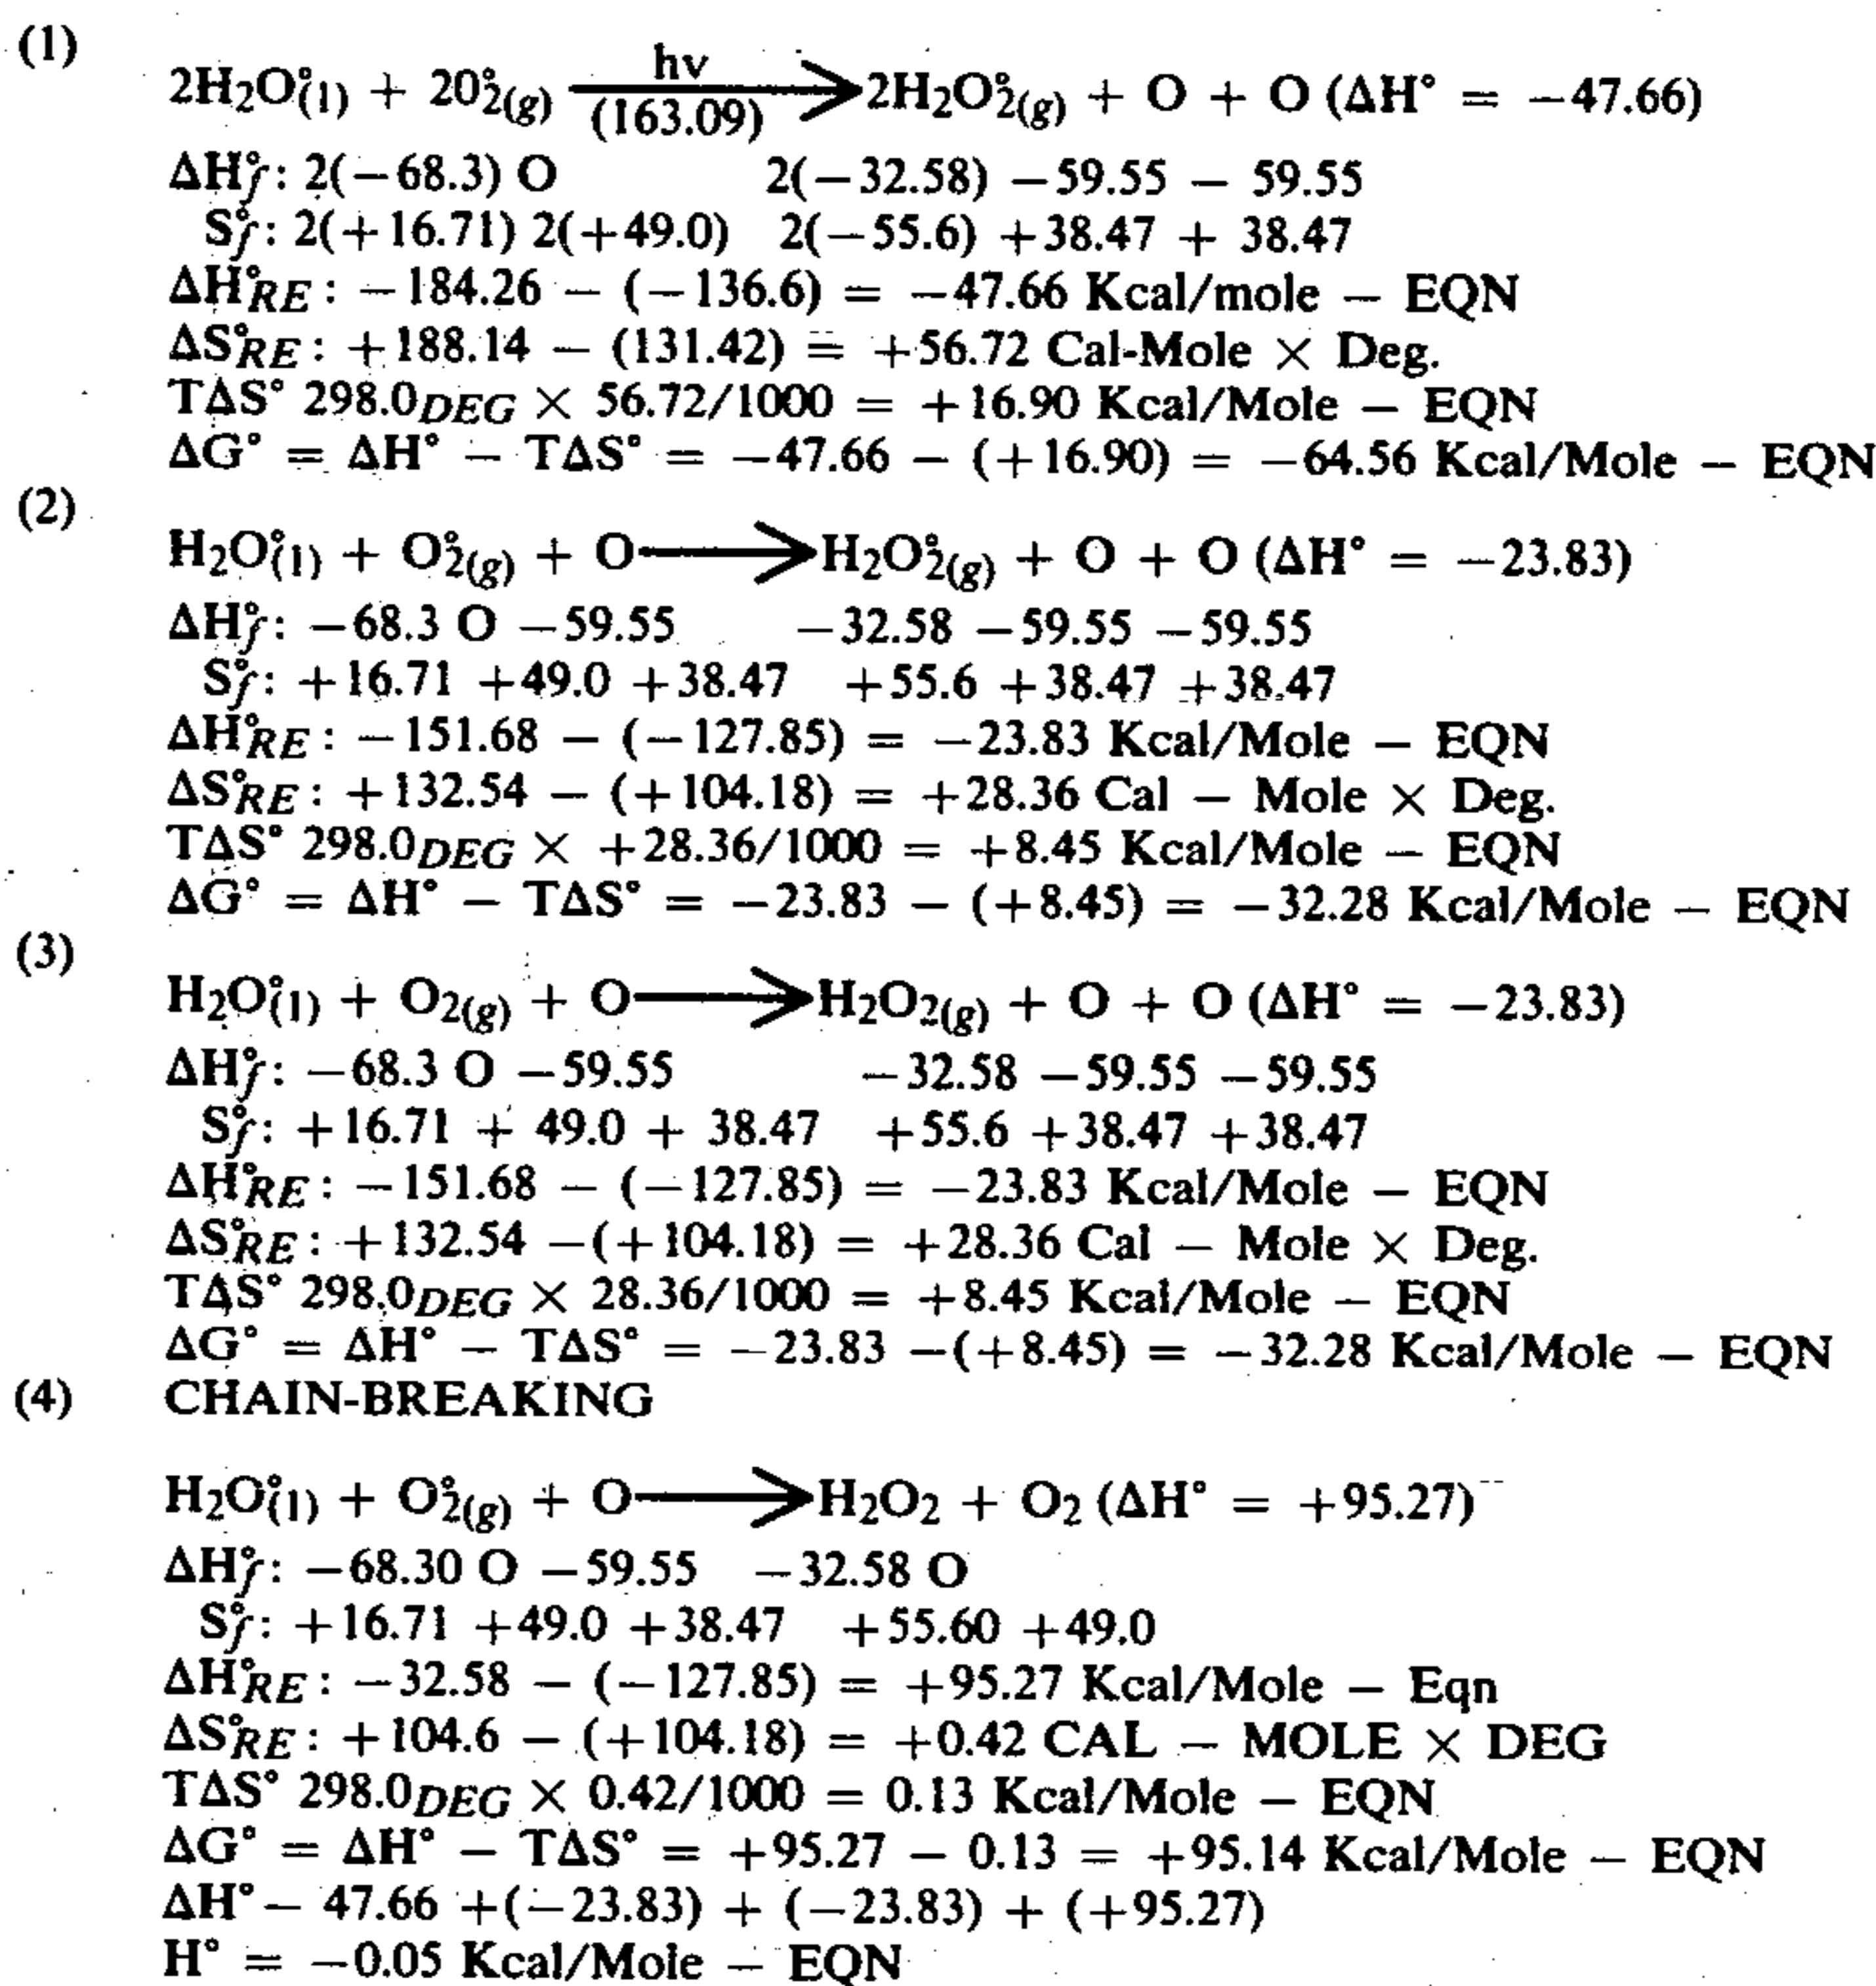 (1)
2H₂O°(l) + 2O°₂(g) —hν (163.09)→ 2H₂O°₂(g) + O + O (ΔH° = −47.66)
ΔH°f: 2(−68.3) O 2(−32.58) −59.55 − 59.55
S°f: 2(+16.71) 2(+49.0) 2(−55.6) +38.47 + 38.47
ΔH°RE: −184.26 − (−136.6) = −47.66 Kcal/mole − EQN
ΔS°RE: +188.14 − (131.42) = +56.72 Cal-Mole × Deg.
TΔS° 298.0DEG × 56.72/1000 = +16.90 Kcal/Mole − EQN
ΔG° = ΔH° − TΔS° = −47.66 − (+16.90) = −64.56 Kcal/Mole − EQN
(2)
H₂O°(l) + O°₂(g) + O → H₂O°₂(g) + O + O (ΔH° = −23.83)
ΔH°f: −68.3 O −59.55 −32.58 −59.55 −59.55
S°f: +16.71 +49.0 +38.47 +55.6 +38.47 +38.47
ΔH°RE: −151.68 − (−127.85) = −23.83 Kcal/Mole − EQN
ΔS°RE: +132.54 − (+104.18) = +28.36 Cal − Mole × Deg.
TΔS° 298.0DEG × +28.36/1000 = +8.45 Kcal/Mole − EQN
ΔG° = ΔH° − TΔS° = −23.83 − (+8.45) = −32.28 Kcal/Mole − EQN
(3)
H₂O°(l) + O₂(g) + O → H₂O₂(g) + O + O (ΔH° = −23.83)
ΔH°f: −68.3 O −59.55 −32.58 −59.55 −59.55
S°f: +16.71 + 49.0 + 38.47 +55.6 +38.47 +38.47
ΔH°RE: −151.68 − (−127.85) = −23.83 Kcal/Mole − EQN
ΔS°RE: +132.54 −(+104.18) = +28.36 Cal − Mole × Deg.
TΔS° 298.0DEG × 28.36/1000 = +8.45 Kcal/Mole − EQN
ΔG° = ΔH° − TΔS° = −23.83 −(+8.45) = −32.28 Kcal/Mole − EQN
(4) CHAIN-BREAKING
H₂O°(l) + O°₂(g) + O → H₂O₂ + O₂ (ΔH° = +95.27)
ΔH°f: −68.30 O −59.55 −32.58 O
S°f: +16.71 +49.0 +38.47 +55.60 +49.0
ΔH°RE: −32.58 − (−127.85) = +95.27 Kcal/Mole − Eqn
ΔS°RE: +104.6 − (+104.18) = +0.42 CAL − MOLE × DEG
TΔS° 298.0DEG × 0.42/1000 = 0.13 Kcal/Mole − EQN
ΔG° = ΔH° − TΔS° = +95.27 − 0.13 = +95.14 Kcal/Mole − EQN
ΔH° − 47.66 +(−23.83) + (−23.83) + (+95.27)
H° = −0.05 Kcal/Mole − EQN